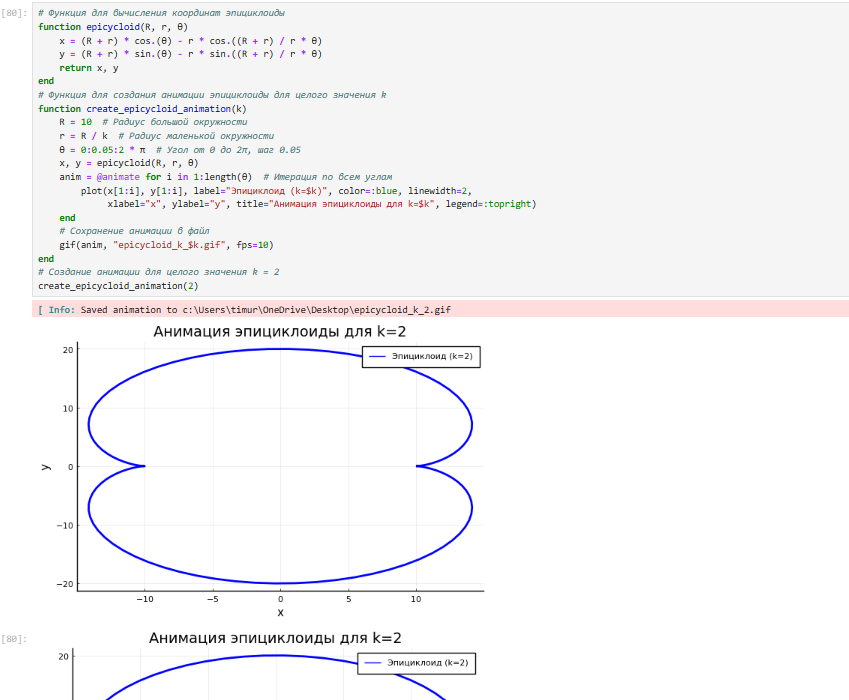 [80]:
# Функция для вычисления координат эпициклоиды
function epicycloid(R, r, θ)
    x = (R + r) * cos.(θ) - r * cos.((R + r) / r * θ)
    y = (R + r) * sin.(θ) - r * sin.((R + r) / r * θ)
    return x, y
end
# Функция для создания анимации эпициклоиды для целого значения k
function create_epicycloid_animation(k)
    R = 10  # Радиус большой окружности
    r = R / k  # Радиус маленькой окружности
    θ = 0:0.05:2 * π  # Угол от 0 до 2π, шаг 0.05
    x, y = epicycloid(R, r, θ)
    anim = @animate for i in 1:length(θ)  # Итерация по всем углам
        plot(x[1:i], y[1:i], label="Эпициклоид (k=$k)", color=:blue, linewidth=2,
            xlabel="x", ylabel="y", title="Анимация эпициклоиды для k=$k", legend=:topright)
    end
    # Сохранение анимации в файл
    gif(anim, "epicycloid_k_$k.gif", fps=10)
end
# Создание анимации для целого значения k = 2
create_epicycloid_animation(2)
[ Info: Saved animation to c:\Users\timur\OneDrive\Desktop\epicycloid_k_2.gif
Анимация эпициклоиды для k=2
Эпициклоид (k=2)
20
10
0
−10
−20
y
−10 −5 0 5 10
x
[80]:
Анимация эпициклоиды для k=2
Эпициклоид (k=2)
20